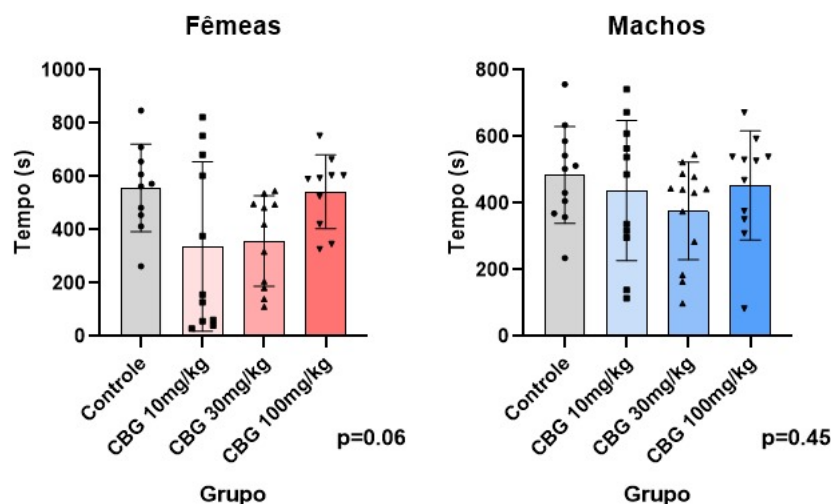 Fêmeas
Tempo (s)
1000
800
600
400
200
0
Controle
CBG 10mg/kg
CBG 30mg/kg
CBG 100mg/kg
p=0.06
Grupo
Machos
Tempo (s)
800
600
400
200
0
Controle
CBG 10mg/kg
CBG 30mg/kg
CBG 100mg/kg
p=0.45
Grupo